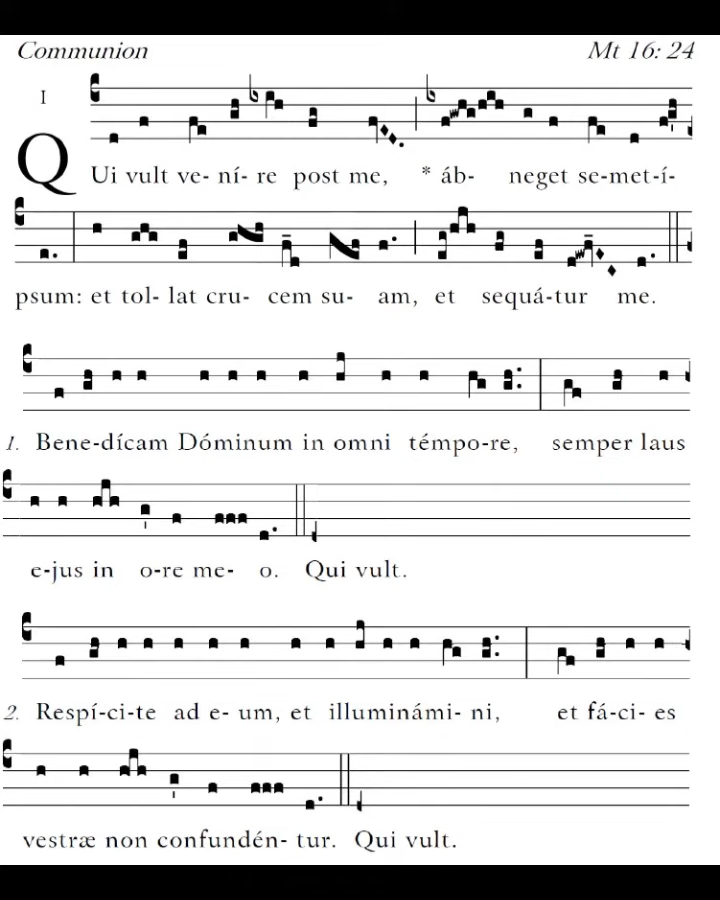 Communion Mt 16: 24
I
QUi vult ve- ní- re post me, * áb- neget se-met-í-
psum: et tol- lat cru- cem su- am, et sequá-tur me.
1. Bene-dícam Dóminum in omni témpo-re, semper laus
e-jus in o-re me- o. Qui vult.
2. Respí-ci-te ad e- um, et illuminámi- ni, et fá-ci- es
vestræ non confundén- tur. Qui vult.